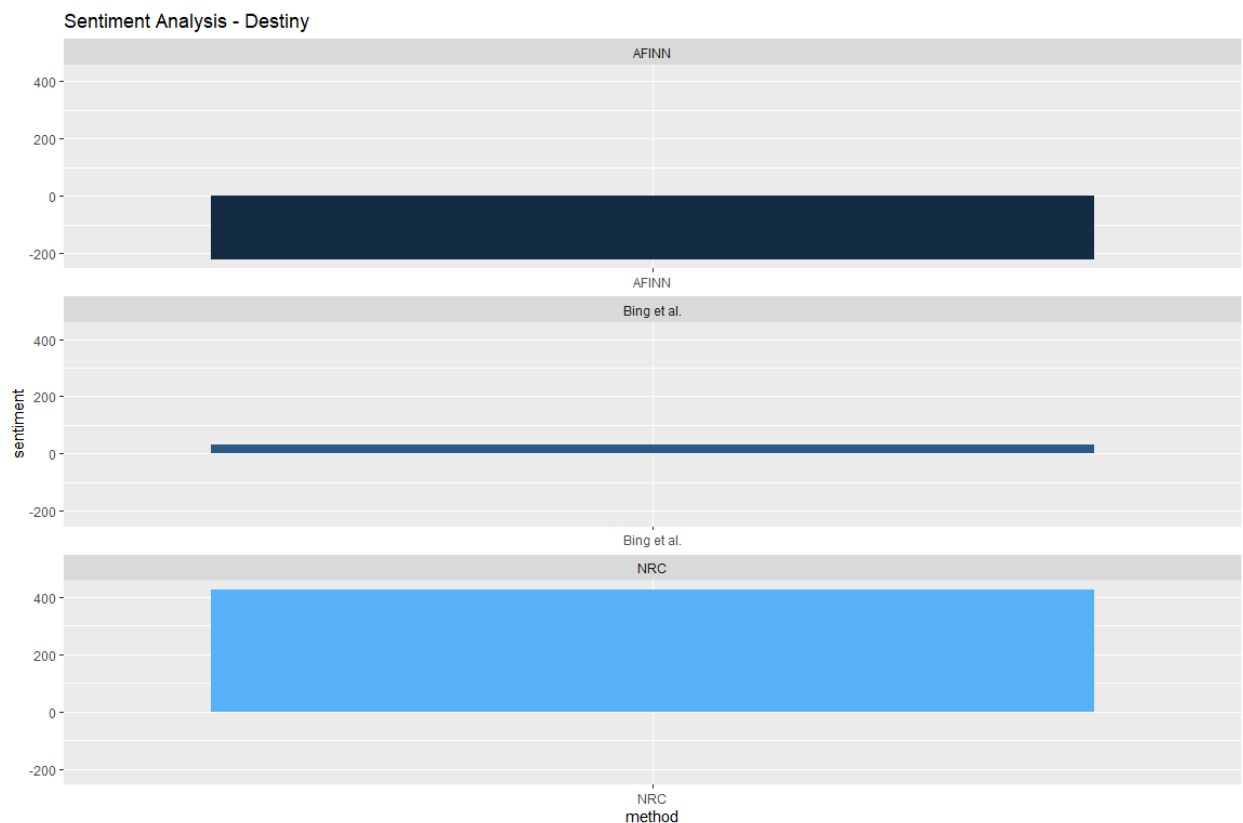 Sentiment Analysis - Destiny
AFINN
400
200
0
-200
AFINN
Bing et al.
400
200
0
-200
Bing et al.
sentiment
NRC
400
200
0
-200
NRC
method